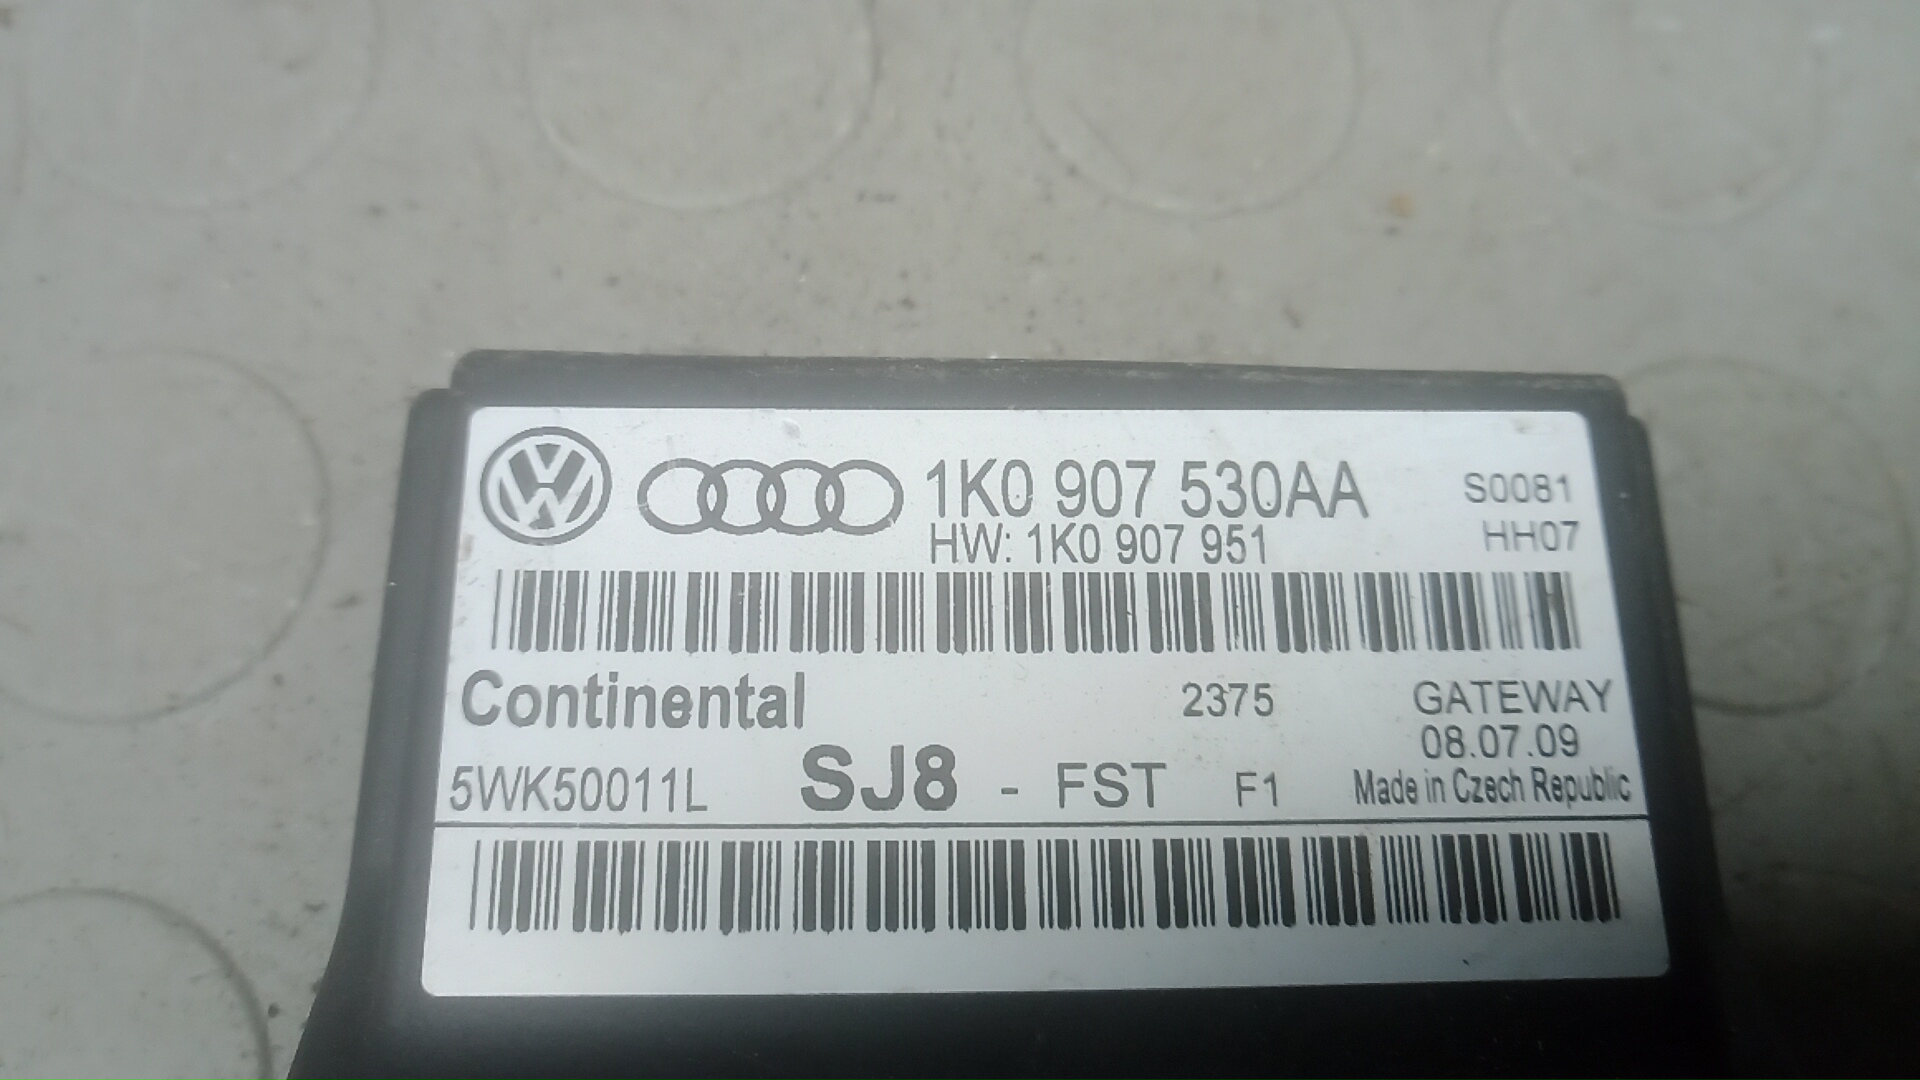 1K0 907 530AA S0081
HW: 1K0 907 951 HH07
Continental 2375 GATEWAY
08.07.09
5WK50011L SJ8 - FST F1 Made in Czech Republic